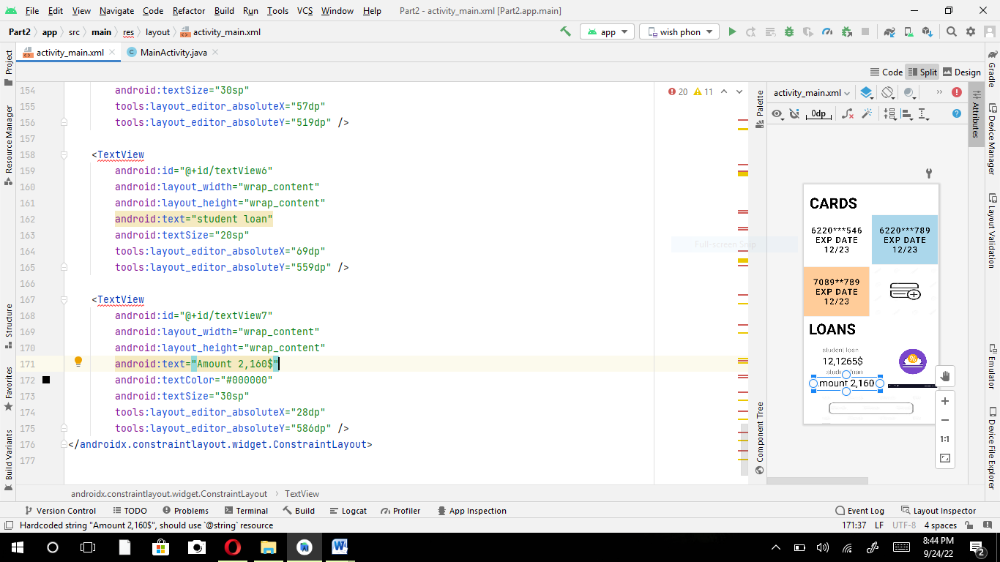 File Edit View Navigate Code Refactor Build Run Tools VCS Window Help Part2 - activity_main.xml [Part2.app.main]
Part2 app src main res layout activity_main.xml app wish phon
activity_main.xml MainActivity.java
Code Split Design
Project
Resource Manager
Structure
Favorites
Build Variants
154 android:textSize="30sp"
155 tools:layout_editor_absoluteX="57dp"
156 tools:layout_editor_absoluteY="519dp" />
157
158 <TextView
159 android:id="@+id/textView6"
160 android:layout_width="wrap_content"
161 android:layout_height="wrap_content"
162 android:text="student loan"
163 android:textSize="20sp"
164 tools:layout_editor_absoluteX="69dp"
165 tools:layout_editor_absoluteY="559dp" />
166
167 <TextView
168 android:id="@+id/textView7"
169 android:layout_width="wrap_content"
170 android:layout_height="wrap_content"
171 android:text="Amount 2,160$"
172 android:textColor="#000000"
173 android:textSize="30sp"
174 tools:layout_editor_absoluteX="28dp"
175 tools:layout_editor_absoluteY="586dp" />
176 </androidx.constraintlayout.widget.ConstraintLayout>
177
20 11
Full-screen Snip
Palette
Component Tree
activity_main.xml
0dp
CARDS
6220***546
EXP DATE
12/23
6220***789
EXP DATE
12/23
7089**789
EXP DATE
12/23
LOANS
student loan
12,1265$
mount 2,160
1:1
Attributes
Gradle
Device Manager
Layout Validation
Emulator
Device File Explorer
androidx.constraintlayout.widget.ConstraintLayout TextView
Version Control TODO Problems Terminal Build Logcat Profiler App Inspection Event Log Layout Inspector
Hardcoded string "Amount 2,160$", should use `@string` resource 171:37 LF UTF-8 4 spaces
8:44 PM
9/24/22
2